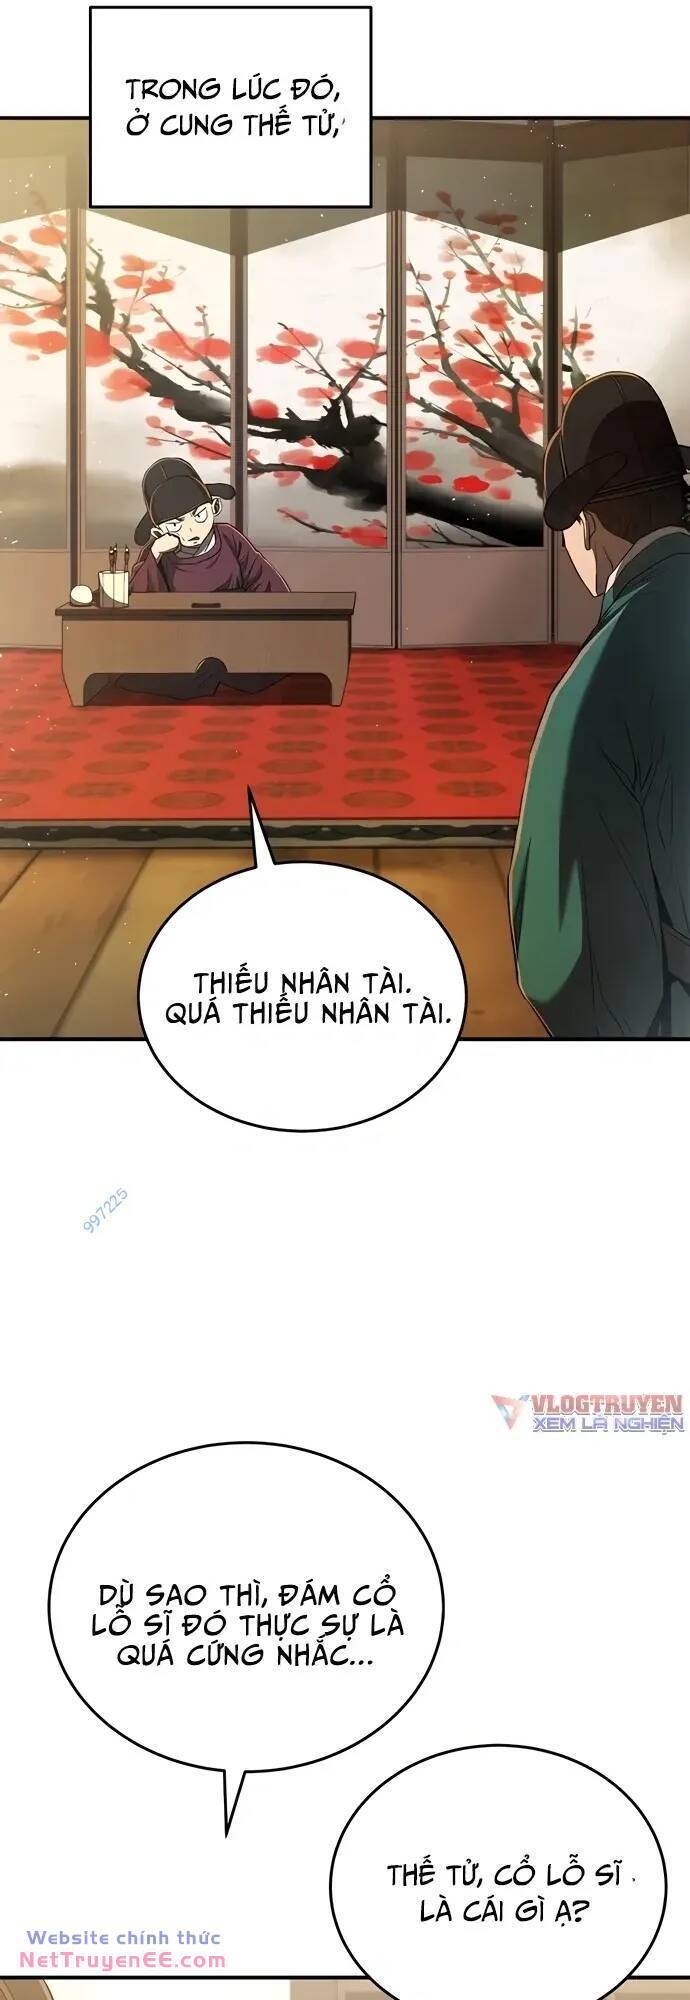 TRONG LÚC ĐÓ,
Ở CUNG THẾ TỬ,
THIẾU NHÂN TÀI.
QUÁ THIẾU NHÂN TÀI.
997225
VLOGTRUYEN
XEM LÀ NGHIỆN
DÙ SAO THÌ, ĐÁM CỔ
LỖ SĨ ĐÓ THỰC SỰ LÀ
QUÁ CỨNG NHẮC...
THẾ TỬ, CỔ LỖ SĨ
LÀ CÁI GÌ Ạ?
Website chính thức
NetTruyenEE.com